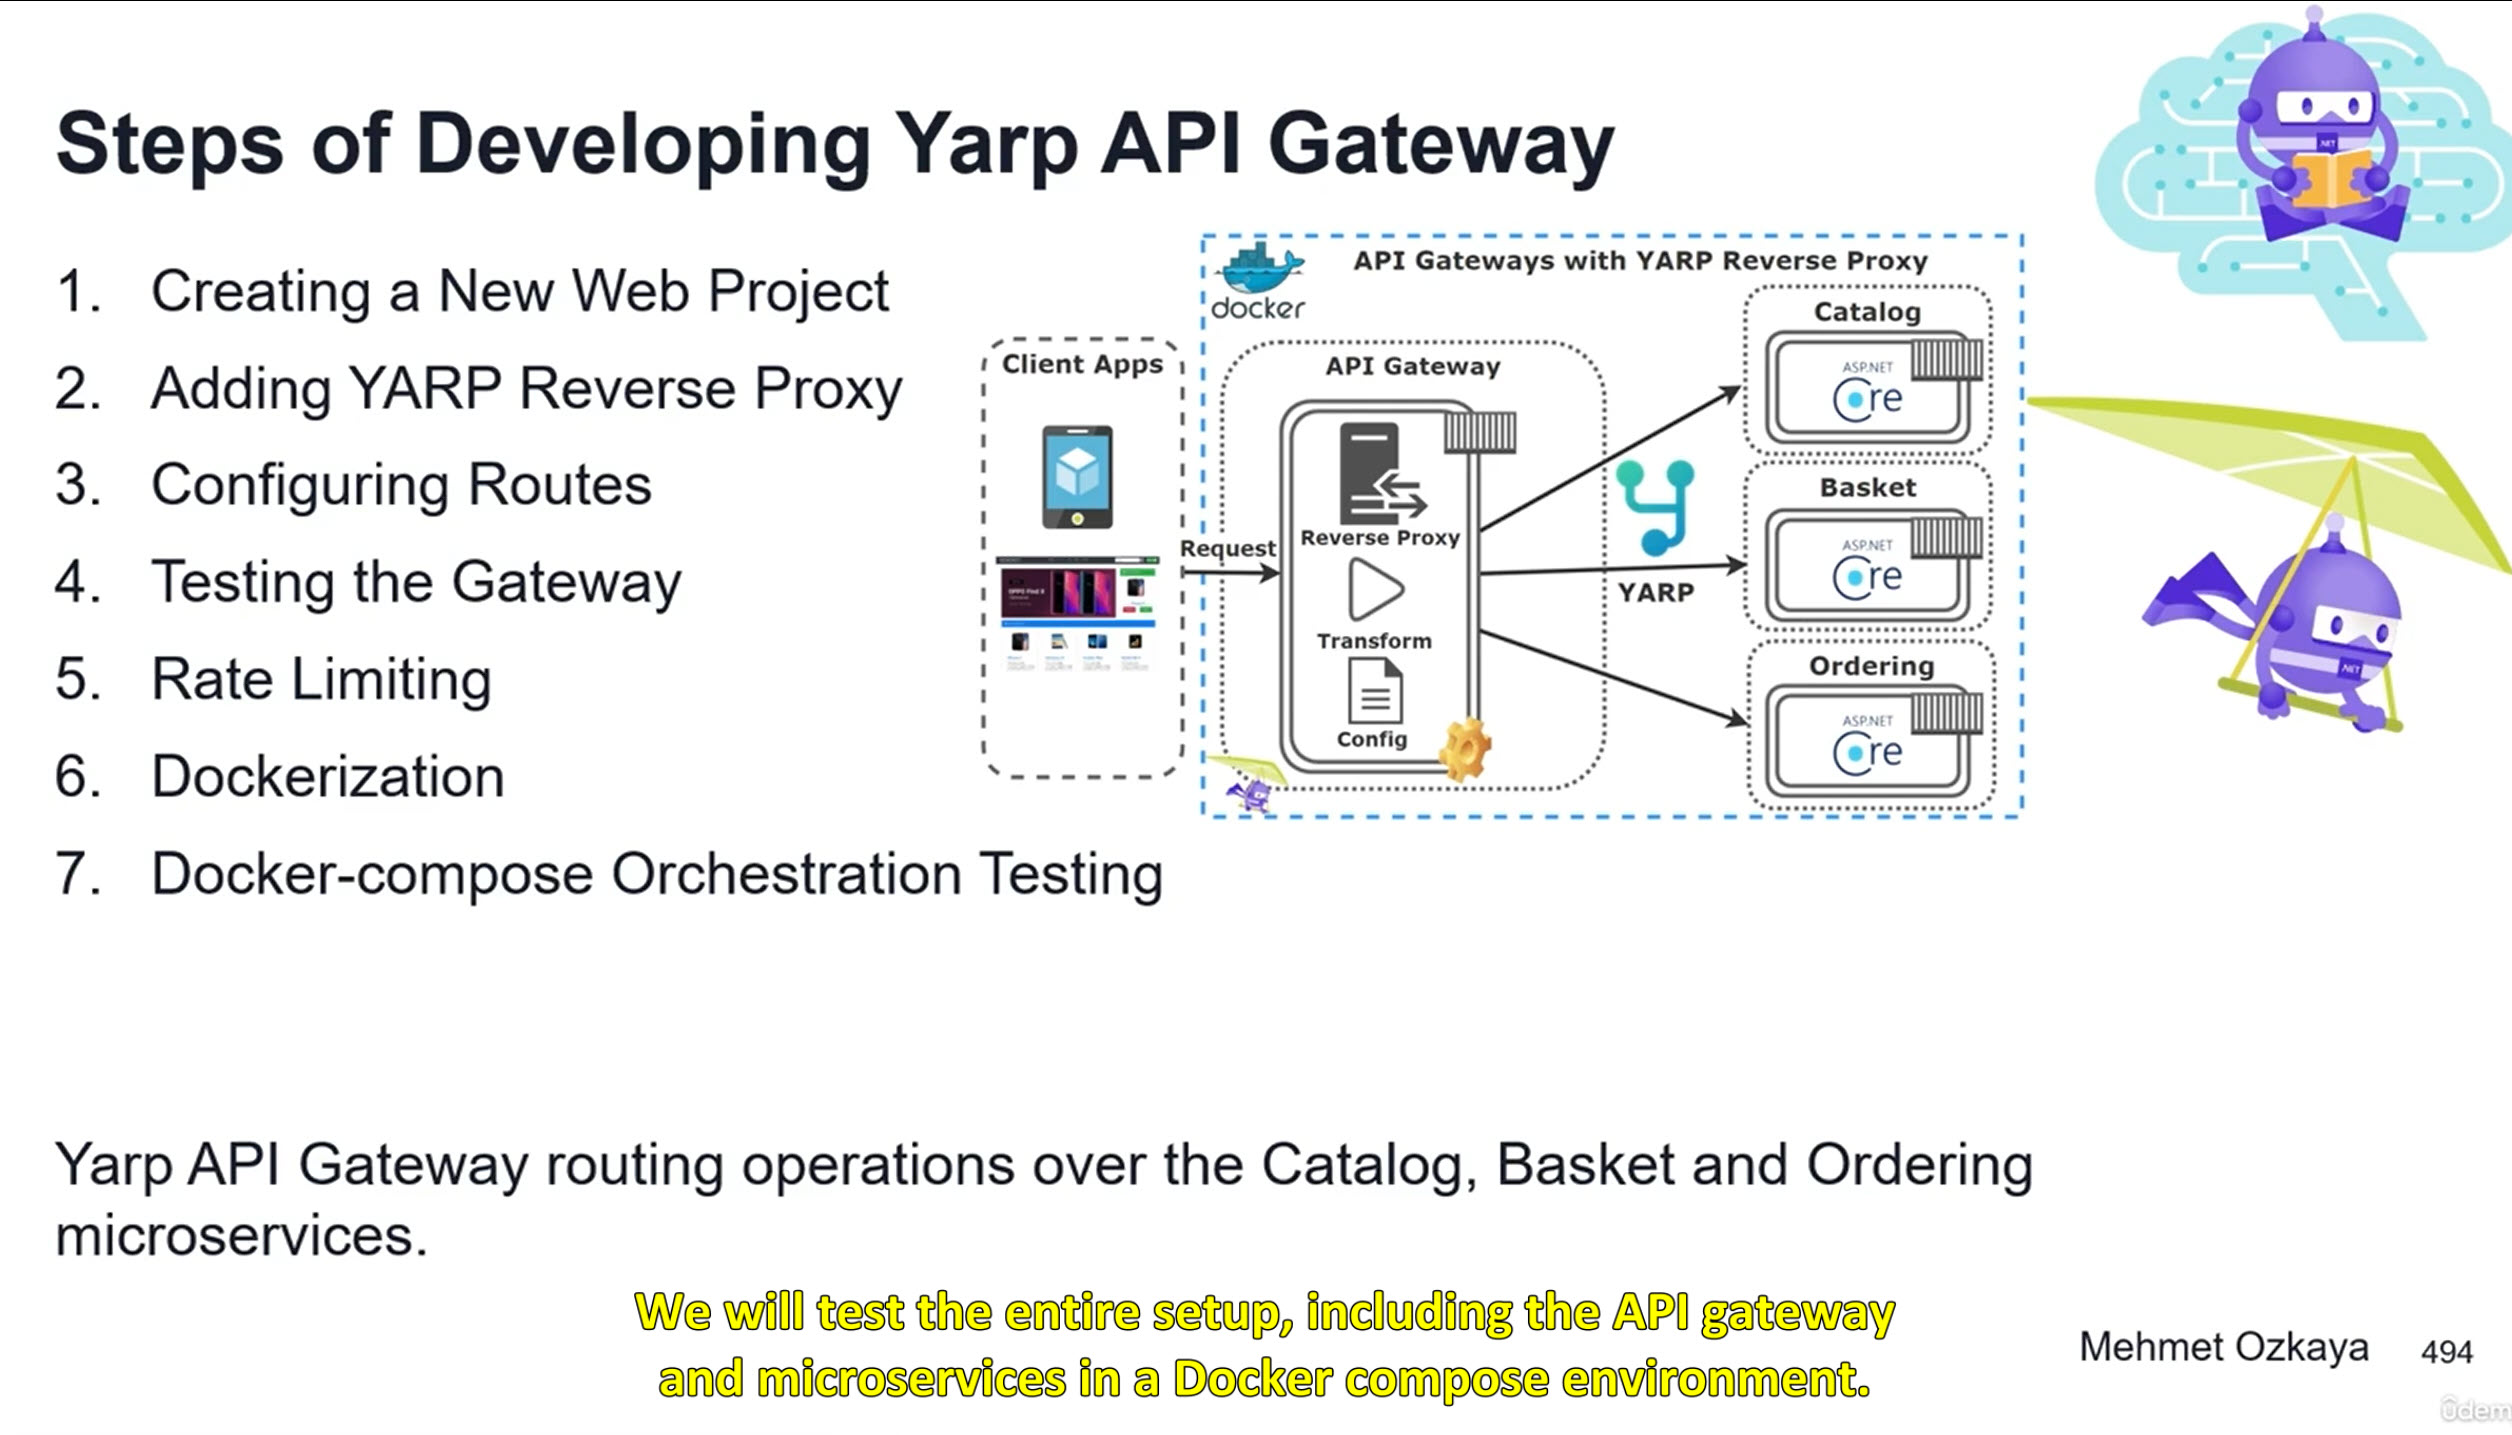 Steps of Developing Yarp API Gateway
1. Creating a New Web Project
2. Adding YARP Reverse Proxy
3. Configuring Routes
4. Testing the Gateway
5. Rate Limiting
6. Dockerization
7. Docker-compose Orchestration Testing
docker
API Gateways with YARP Reverse Proxy
Client Apps
Request
API Gateway
Reverse Proxy
Transform
Config
YARP
Catalog
ASP.NET
Core
Basket
ASP.NET
Core
Ordering
ASP.NET
Core
.NET
.NET
Yarp API Gateway routing operations over the Catalog, Basket and Ordering
microservices.
We will test the entire setup, including the API gateway
and microservices in a Docker compose environment.
Mehmet Ozkaya 494